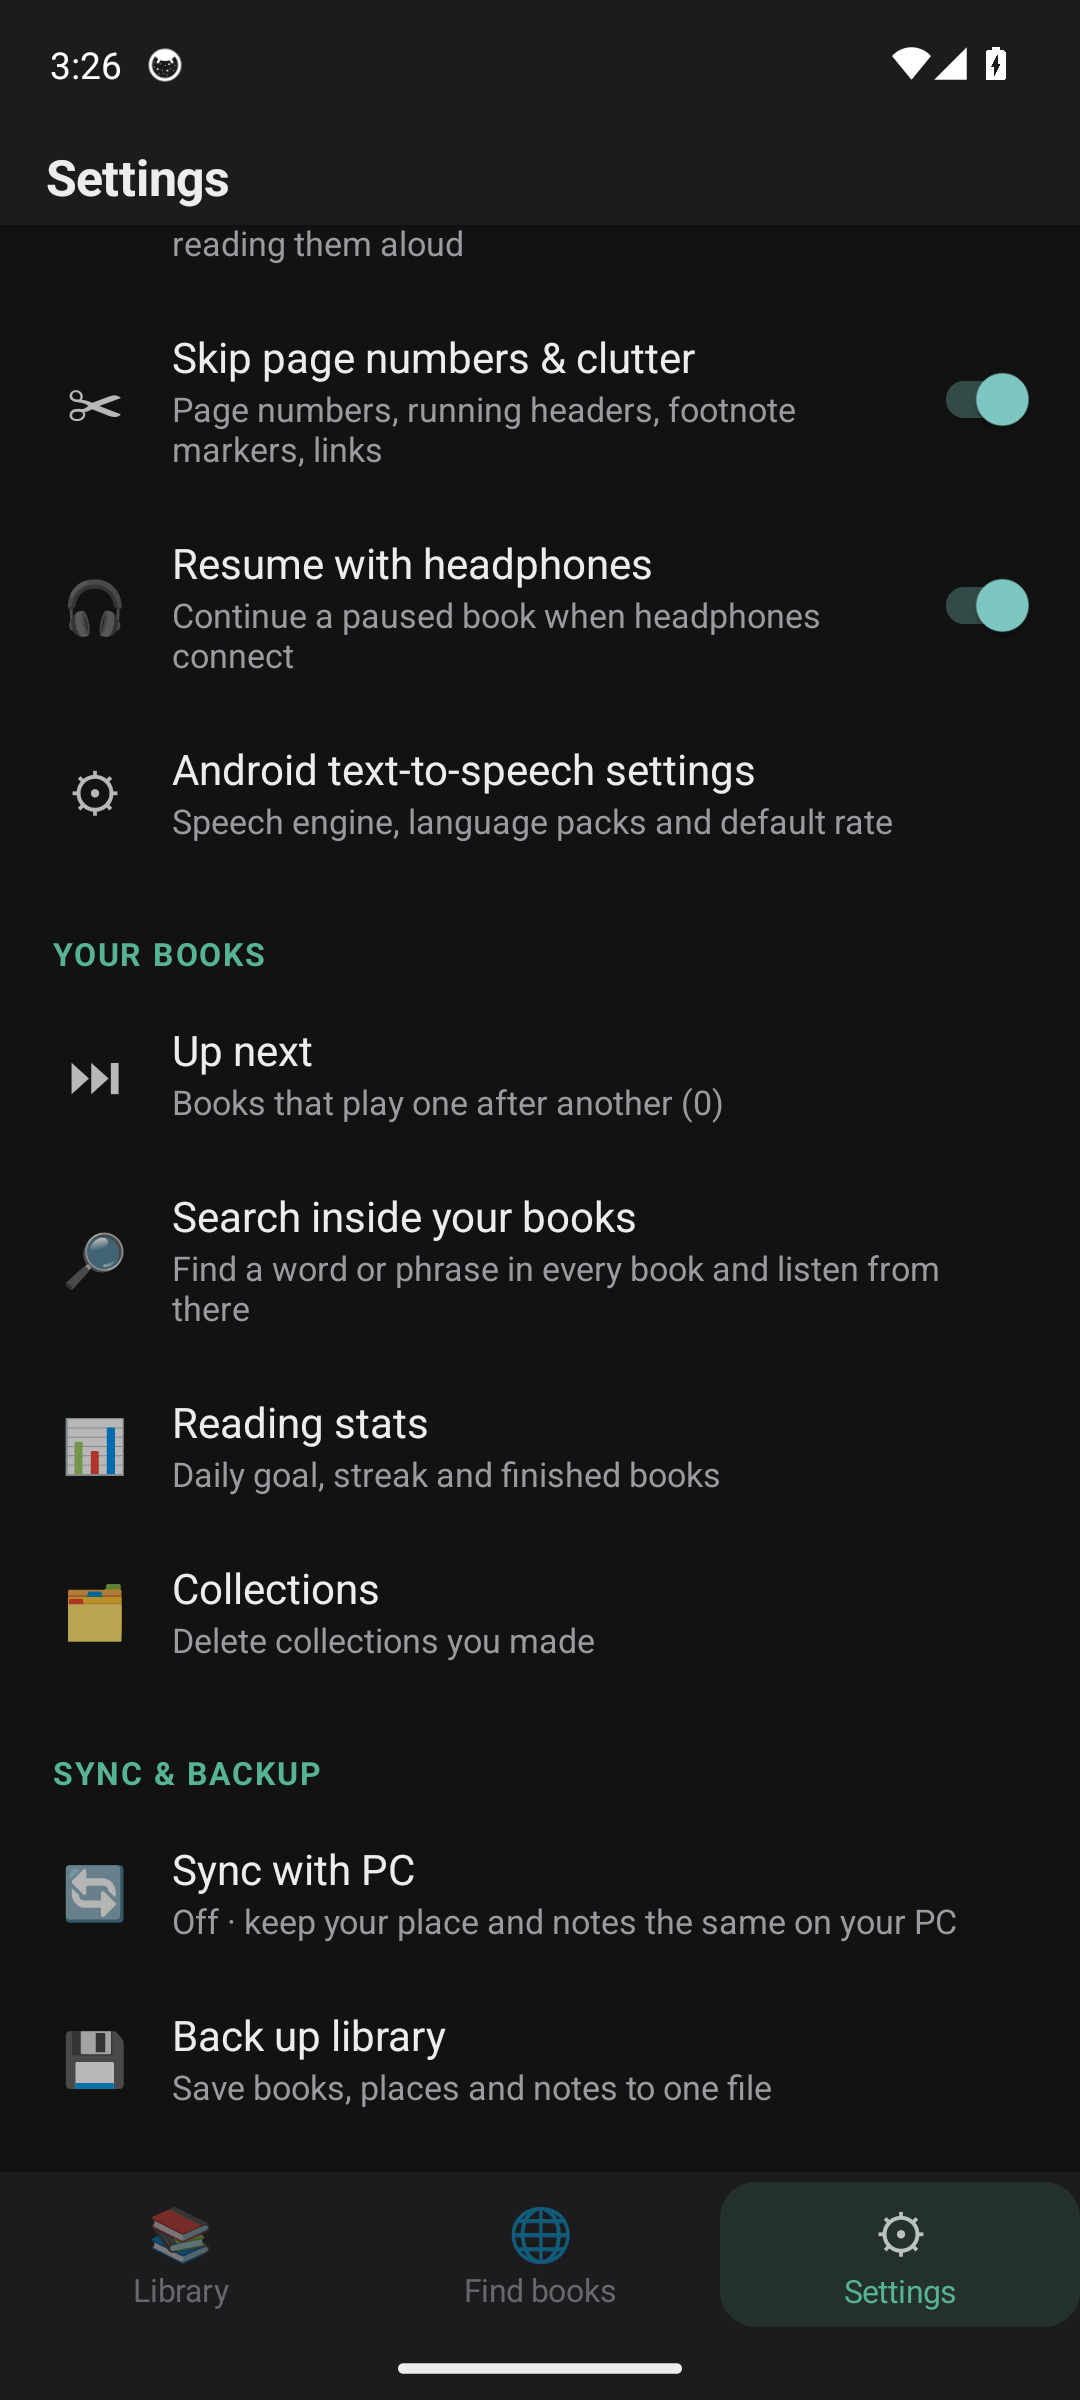 3:26
Settings
reading them aloud
Skip page numbers & clutter
Page numbers, running headers, footnote
markers, links
Resume with headphones
Continue a paused book when headphones
connect
Android text-to-speech settings
Speech engine, language packs and default rate
YOUR BOOKS
Up next
Books that play one after another (0)
Search inside your books
Find a word or phrase in every book and listen from
there
Reading stats
Daily goal, streak and finished books
Collections
Delete collections you made
SYNC & BACKUP
Sync with PC
Off · keep your place and notes the same on your PC
Back up library
Save books, places and notes to one file
Library
Find books
Settings